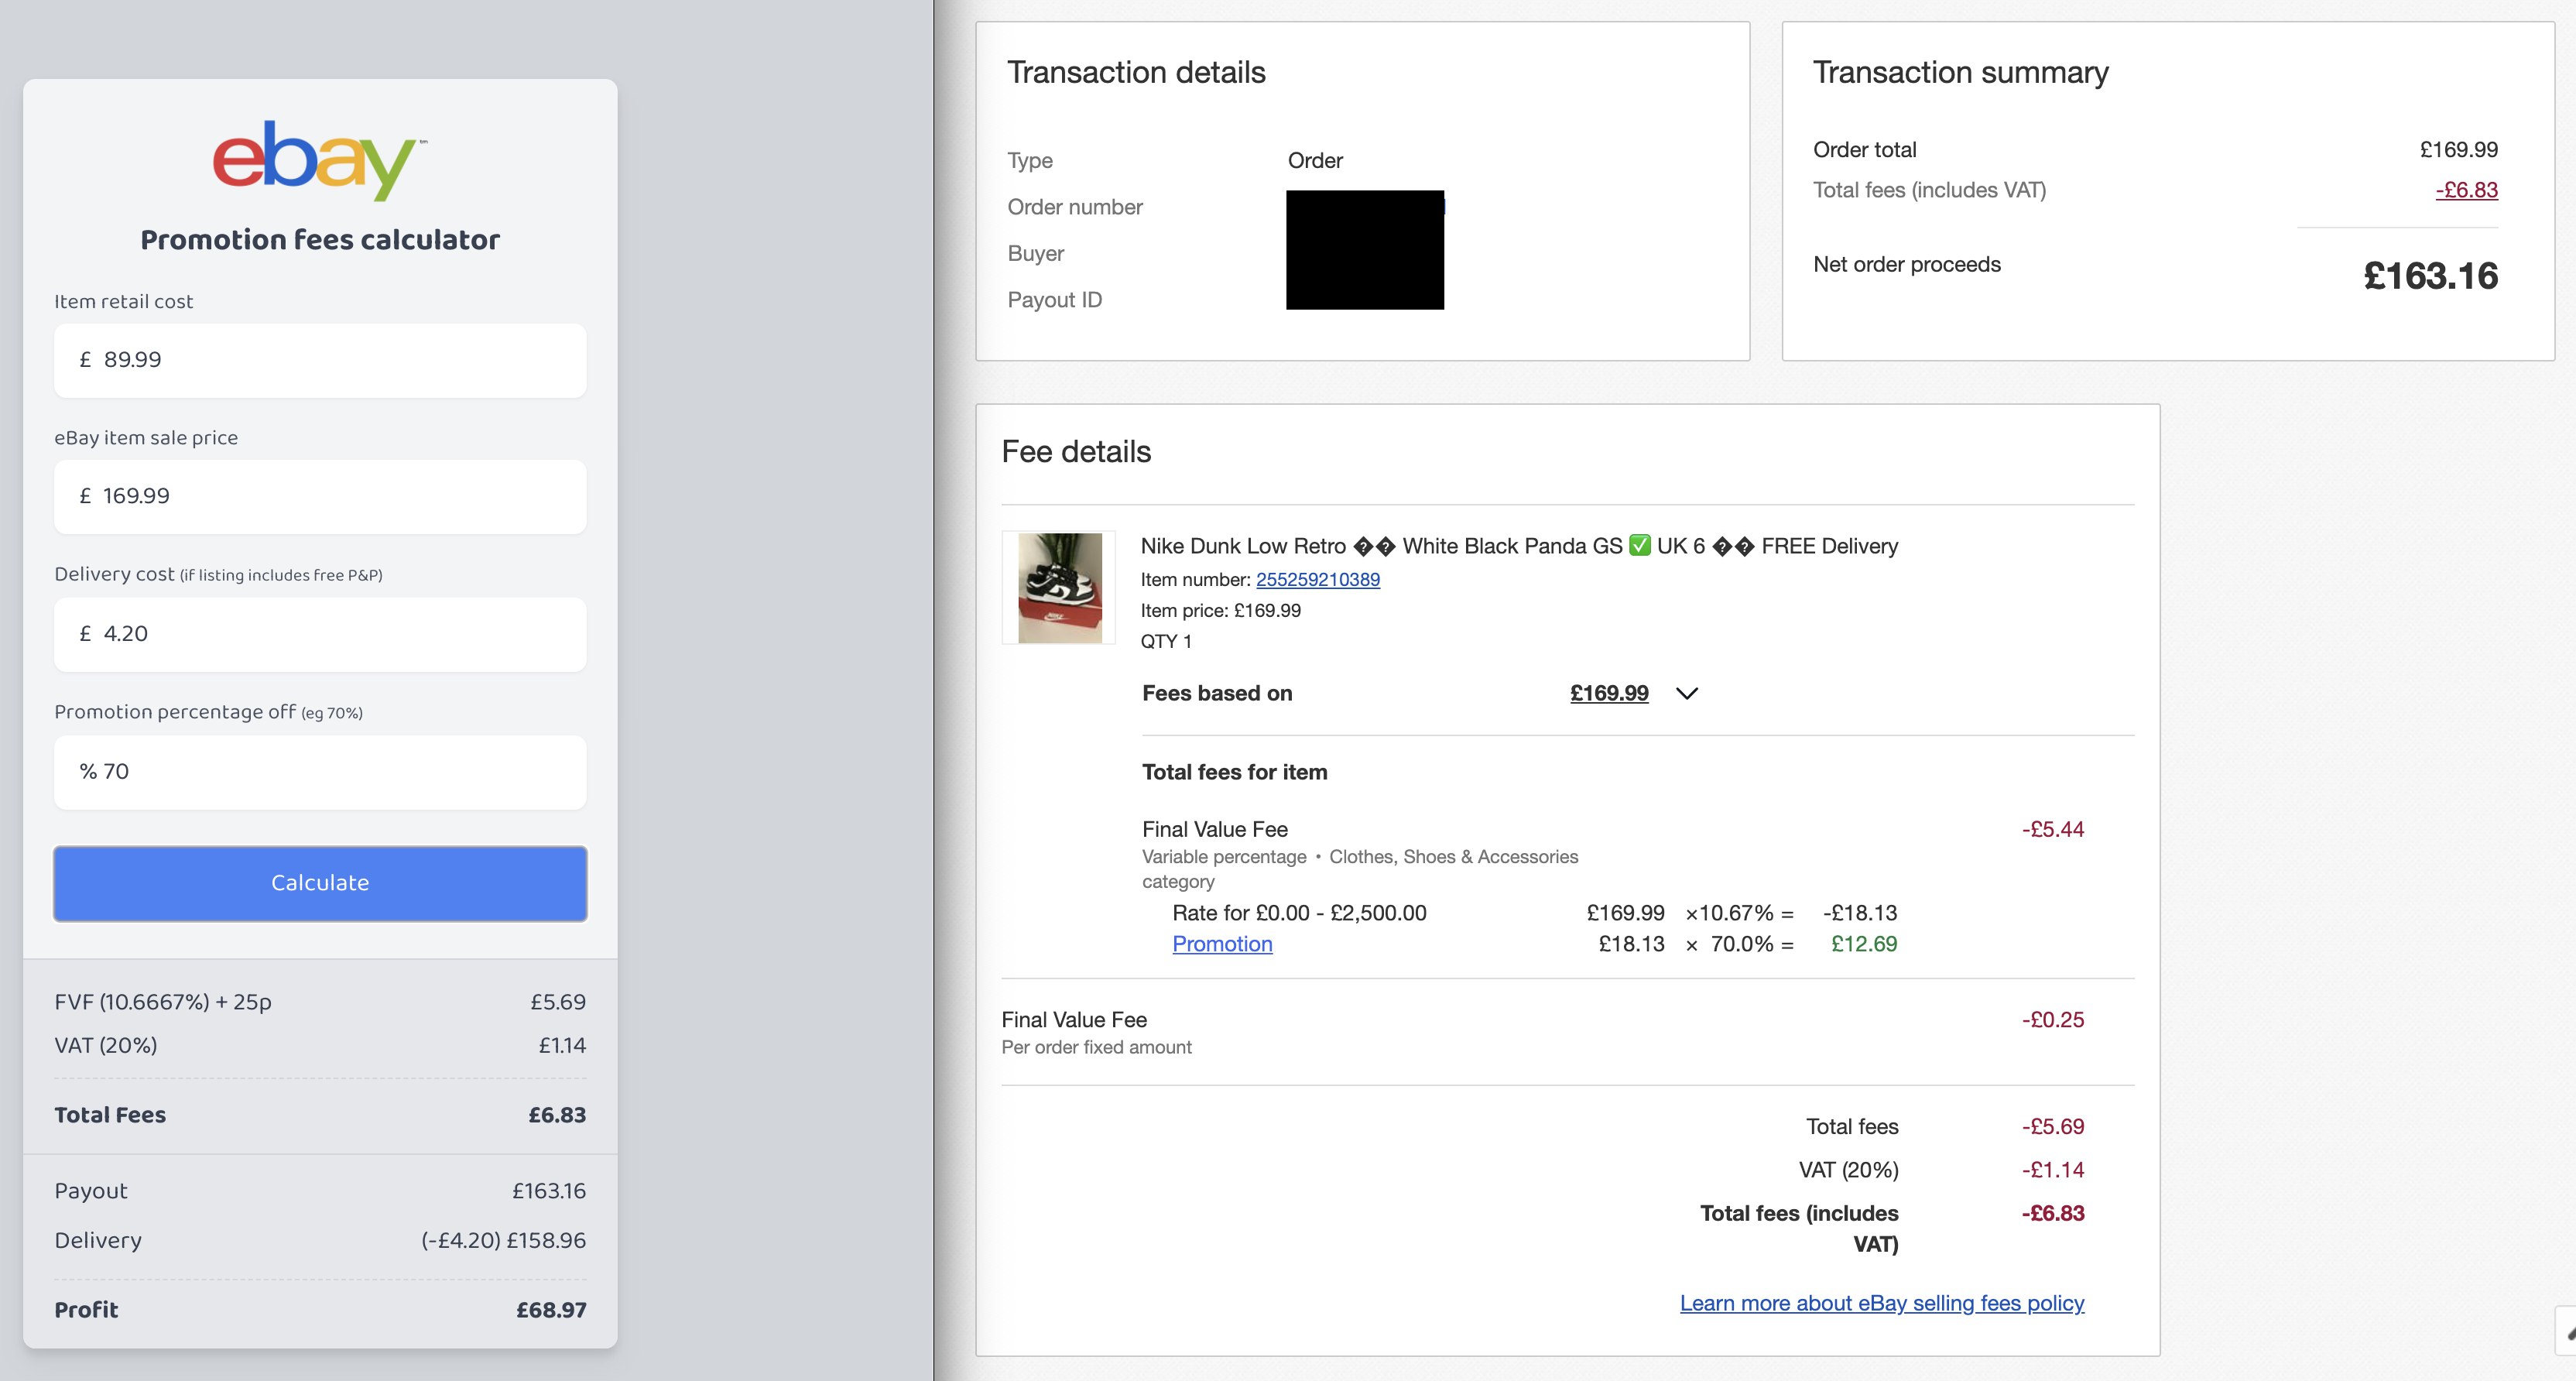 ebay™
Promotion fees calculator
Item retail cost
£ 89.99
eBay item sale price
£ 169.99
Delivery cost (if listing includes free P&P)
£ 4.20
Promotion percentage off (eg 70%)
% 70
Calculate
FVF (10.6667%) + 25p £5.69
VAT (20%) £1.14
Total Fees £6.83
Payout £163.16
Delivery (-£4.20) £158.96
Profit £68.97
Transaction details
Type Order
Order number
Buyer
Payout ID
Transaction summary
Order total £169.99
Total fees (includes VAT) -£6.83
Net order proceeds £163.16
Fee details
Nike Dunk Low Retro �� White Black Panda GS ✅ UK 6 �� FREE Delivery
Item number: 255259210389
Item price: £169.99
QTY 1
Fees based on £169.99
Total fees for item
Final Value Fee -£5.44
Variable percentage • Clothes, Shoes & Accessories
category
Rate for £0.00 - £2,500.00 £169.99 ×10.67% = -£18.13
Promotion £18.13 × 70.0% = £12.69
Final Value Fee -£0.25
Per order fixed amount
Total fees -£5.69
VAT (20%) -£1.14
Total fees (includes -£6.83
VAT)
Learn more about eBay selling fees policy